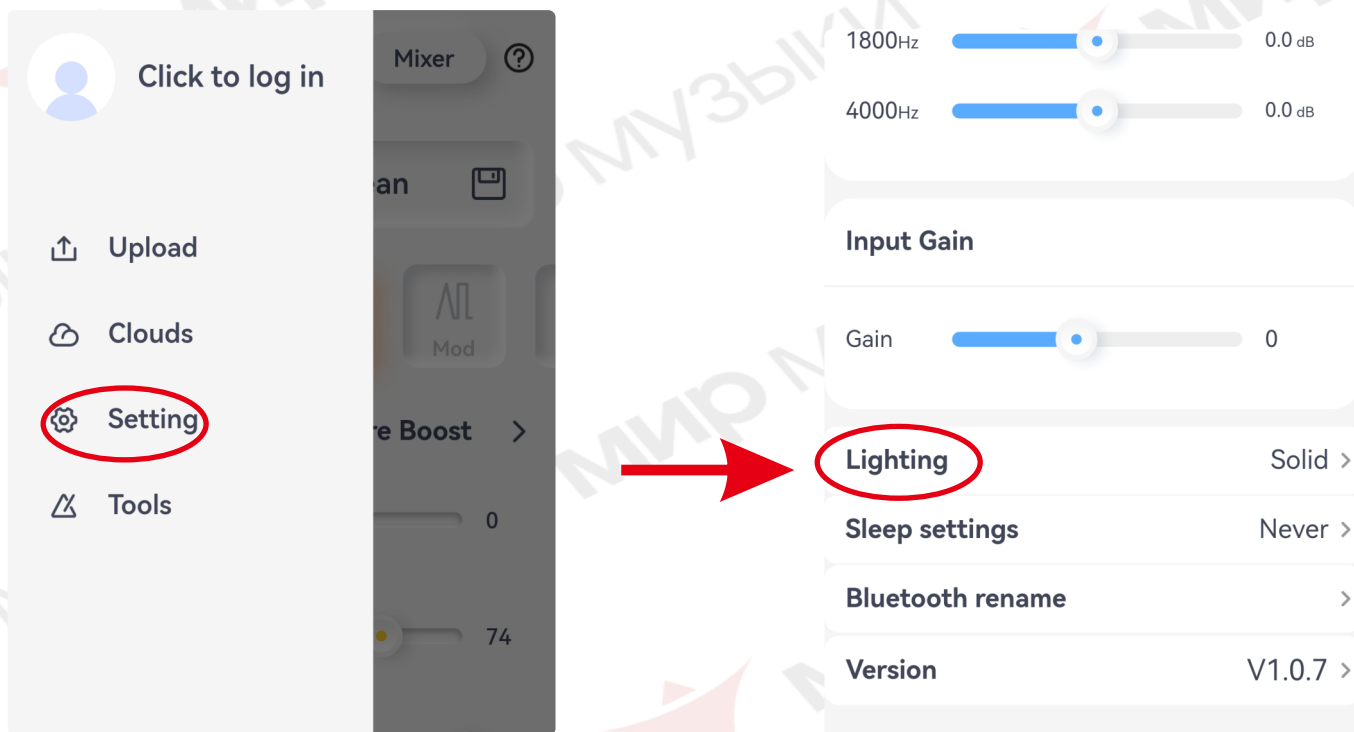 Click to log in
Mixer
?
an
Upload
Mod
Clouds
Setting
re Boost
Tools
0
74
1800Hz 0.0 dB
4000Hz 0.0 dB
Input Gain
Gain 0
Lighting Solid >
Sleep settings Never >
Bluetooth rename >
Version V1.0.7 >
музыки
мир